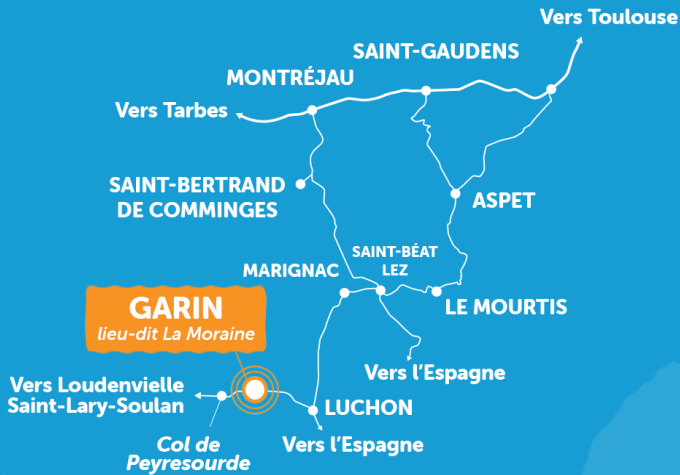 Vers Toulouse
SAINT-GAUDENS
MONTRÉJAU
Vers Tarbes
SAINT-BERTRAND
DE COMMINGES
ASPET
SAINT-BÉAT
LEZ
MARIGNAC
GARIN
lieu-dit La Moraine
LE MOURTIS
Vers l'Espagne
Vers Loudenvielle
Saint-Lary-Soulan
LUCHON
Col de
Peyresourde
Vers l'Espagne